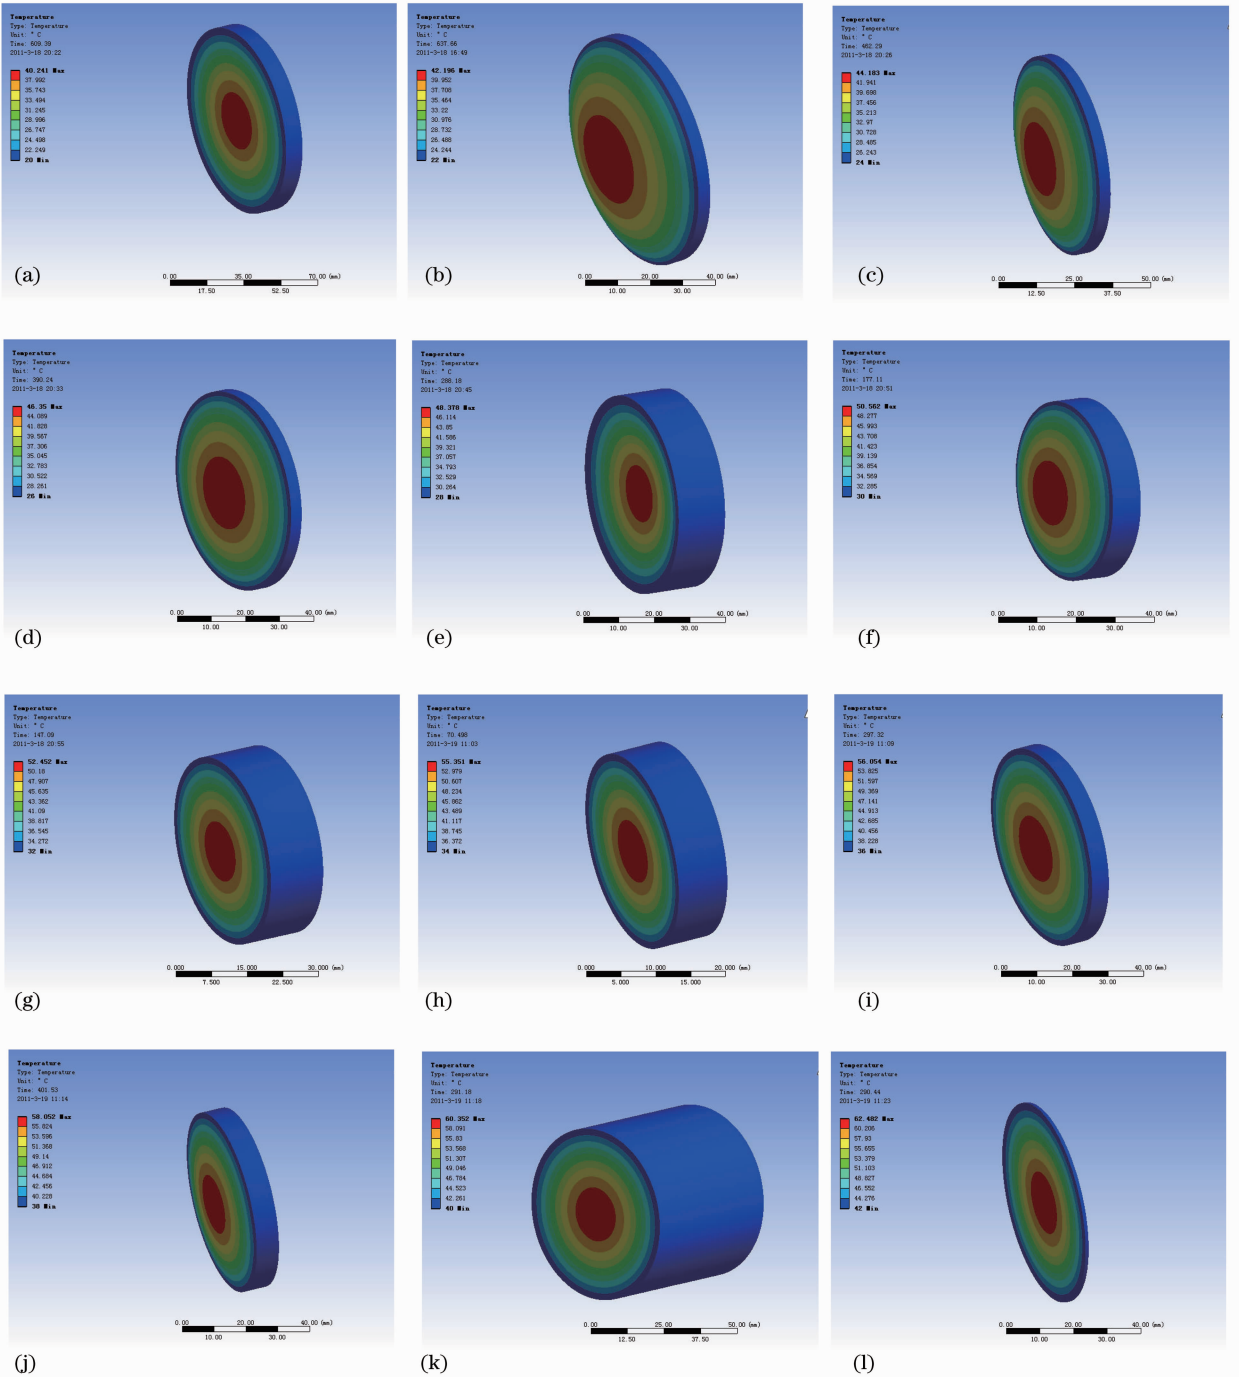 Temperature
Type: Temperature
Unit: ° C
Time: 609.39
2011-3-18 20:22
40.241 Max
37.992
35.743
33.494
31.245
28.996
26.747
24.498
22.249
20 Min
0.00 35.00 70.00 (mm)
17.50 52.50
(a)
Temperature
Type: Temperature
Unit: ° C
Time: 637.66
2011-3-18 16:49
42.196 Max
39.952
37.708
35.464
33.22
30.976
28.732
26.488
24.244
22 Min
0.00 20.00 40.00 (mm)
10.00 30.00
(b)
Temperature
Type: Temperature
Unit: ° C
Time: 462.29
2011-3-18 20:26
44.183 Max
41.941
39.698
37.456
35.213
32.97
30.728
28.485
26.243
24 Min
0.00 25.00 50.00 (mm)
12.50 37.50
(c)
Temperature
Type: Temperature
Unit: ° C
Time: 390.24
2011-3-18 20:33
46.35 Max
44.089
41.828
39.567
37.306
35.045
32.783
30.522
28.261
26 Min
0.00 20.00 40.00 (mm)
10.00 30.00
(d)
Temperature
Type: Temperature
Unit: ° C
Time: 288.18
2011-3-18 20:45
48.378 Max
46.114
43.85
41.586
39.321
37.057
34.793
32.529
30.264
28 Min
0.00 20.00 40.00 (mm)
10.00 30.00
(e)
Temperature
Type: Temperature
Unit: ° C
Time: 177.11
2011-3-18 20:51
50.562 Max
48.277
45.993
43.708
41.423
39.139
36.854
34.569
32.285
30 Min
0.00 20.00 40.00 (mm)
10.00 30.00
(f)
Temperature
Type: Temperature
Unit: ° C
Time: 147.09
2011-3-18 20:55
52.452 Max
50.18
47.907
45.635
43.362
41.09
38.817
36.545
34.272
32 Min
0.000 15.000 30.000 (mm)
7.500 22.500
(g)
Temperature
Type: Temperature
Unit: ° C
Time: 70.498
2011-3-19 11:03
55.351 Max
52.979
50.607
48.234
45.862
43.489
41.117
38.745
36.372
34 Min
0.000 10.000 20.000 (mm)
5.000 15.000
(h)
Temperature
Type: Temperature
Unit: ° C
Time: 297.32
2011-3-19 11:09
56.054 Max
53.825
51.597
49.369
47.141
44.913
42.685
40.456
38.228
36 Min
0.00 20.00 40.00 (mm)
10.00 30.00
(i)
Temperature
Type: Temperature
Unit: ° C
Time: 401.53
2011-3-19 11:14
58.052 Max
55.824
53.596
51.368
49.14
46.912
44.684
42.456
40.228
38 Min
0.00 20.00 40.00 (mm)
10.00 30.00
(j)
Temperature
Type: Temperature
Unit: ° C
Time: 291.18
2011-3-19 11:18
60.352 Max
58.091
55.83
53.568
51.307
49.046
46.784
44.523
42.261
40 Min
0.00 25.00 50.00 (mm)
12.50 37.50
(k)
Temperature
Type: Temperature
Unit: ° C
Time: 290.44
2011-3-19 11:23
62.482 Max
60.206
57.93
55.655
53.379
51.103
48.827
46.552
44.276
42 Min
0.00 20.00 40.00 (mm)
10.00 30.00
(l)